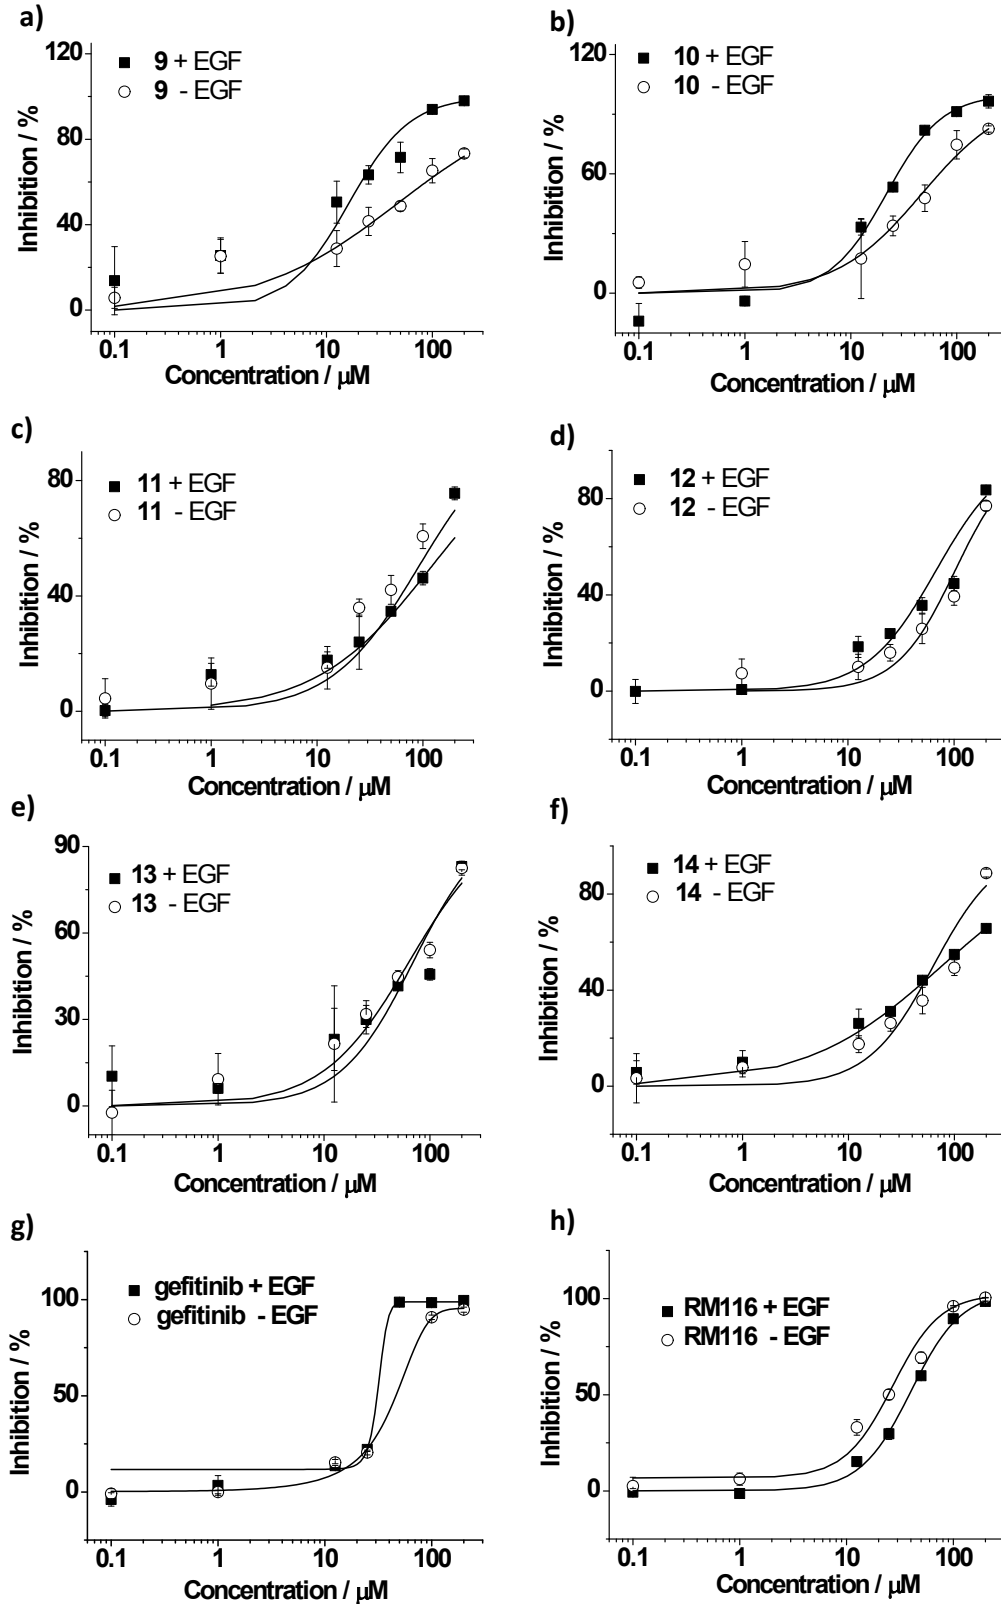 a)
9 + EGF
9 - EGF
Inhibition / %
120
80
40
0
0.1 1 10 100
Concentration / μM
b)
10 + EGF
10 - EGF
Inhibition / %
120
60
0
0.1 1 10 100
Concentration / μM
c)
11 + EGF
11 - EGF
Inhibition / %
80
40
0
0.1 1 10 100
Concentration / μM
d)
12 + EGF
12 - EGF
Inhibition / %
80
40
0
0.1 1 10 100
Concentration / μM
e)
13 + EGF
13 - EGF
Inhibition / %
90
60
30
0
0.1 1 10 100
Concentration / μM
f)
14 + EGF
14 - EGF
Inhibition / %
80
40
0
0.1 1 10 100
Concentration / μM
g)
gefitinib + EGF
gefitinib - EGF
Inhibition / %
100
50
0
0.1 1 10 100
Concentration / μM
h)
RM116 + EGF
RM116 - EGF
Inhibition / %
100
50
0
0.1 1 10 100
Concentration / μM